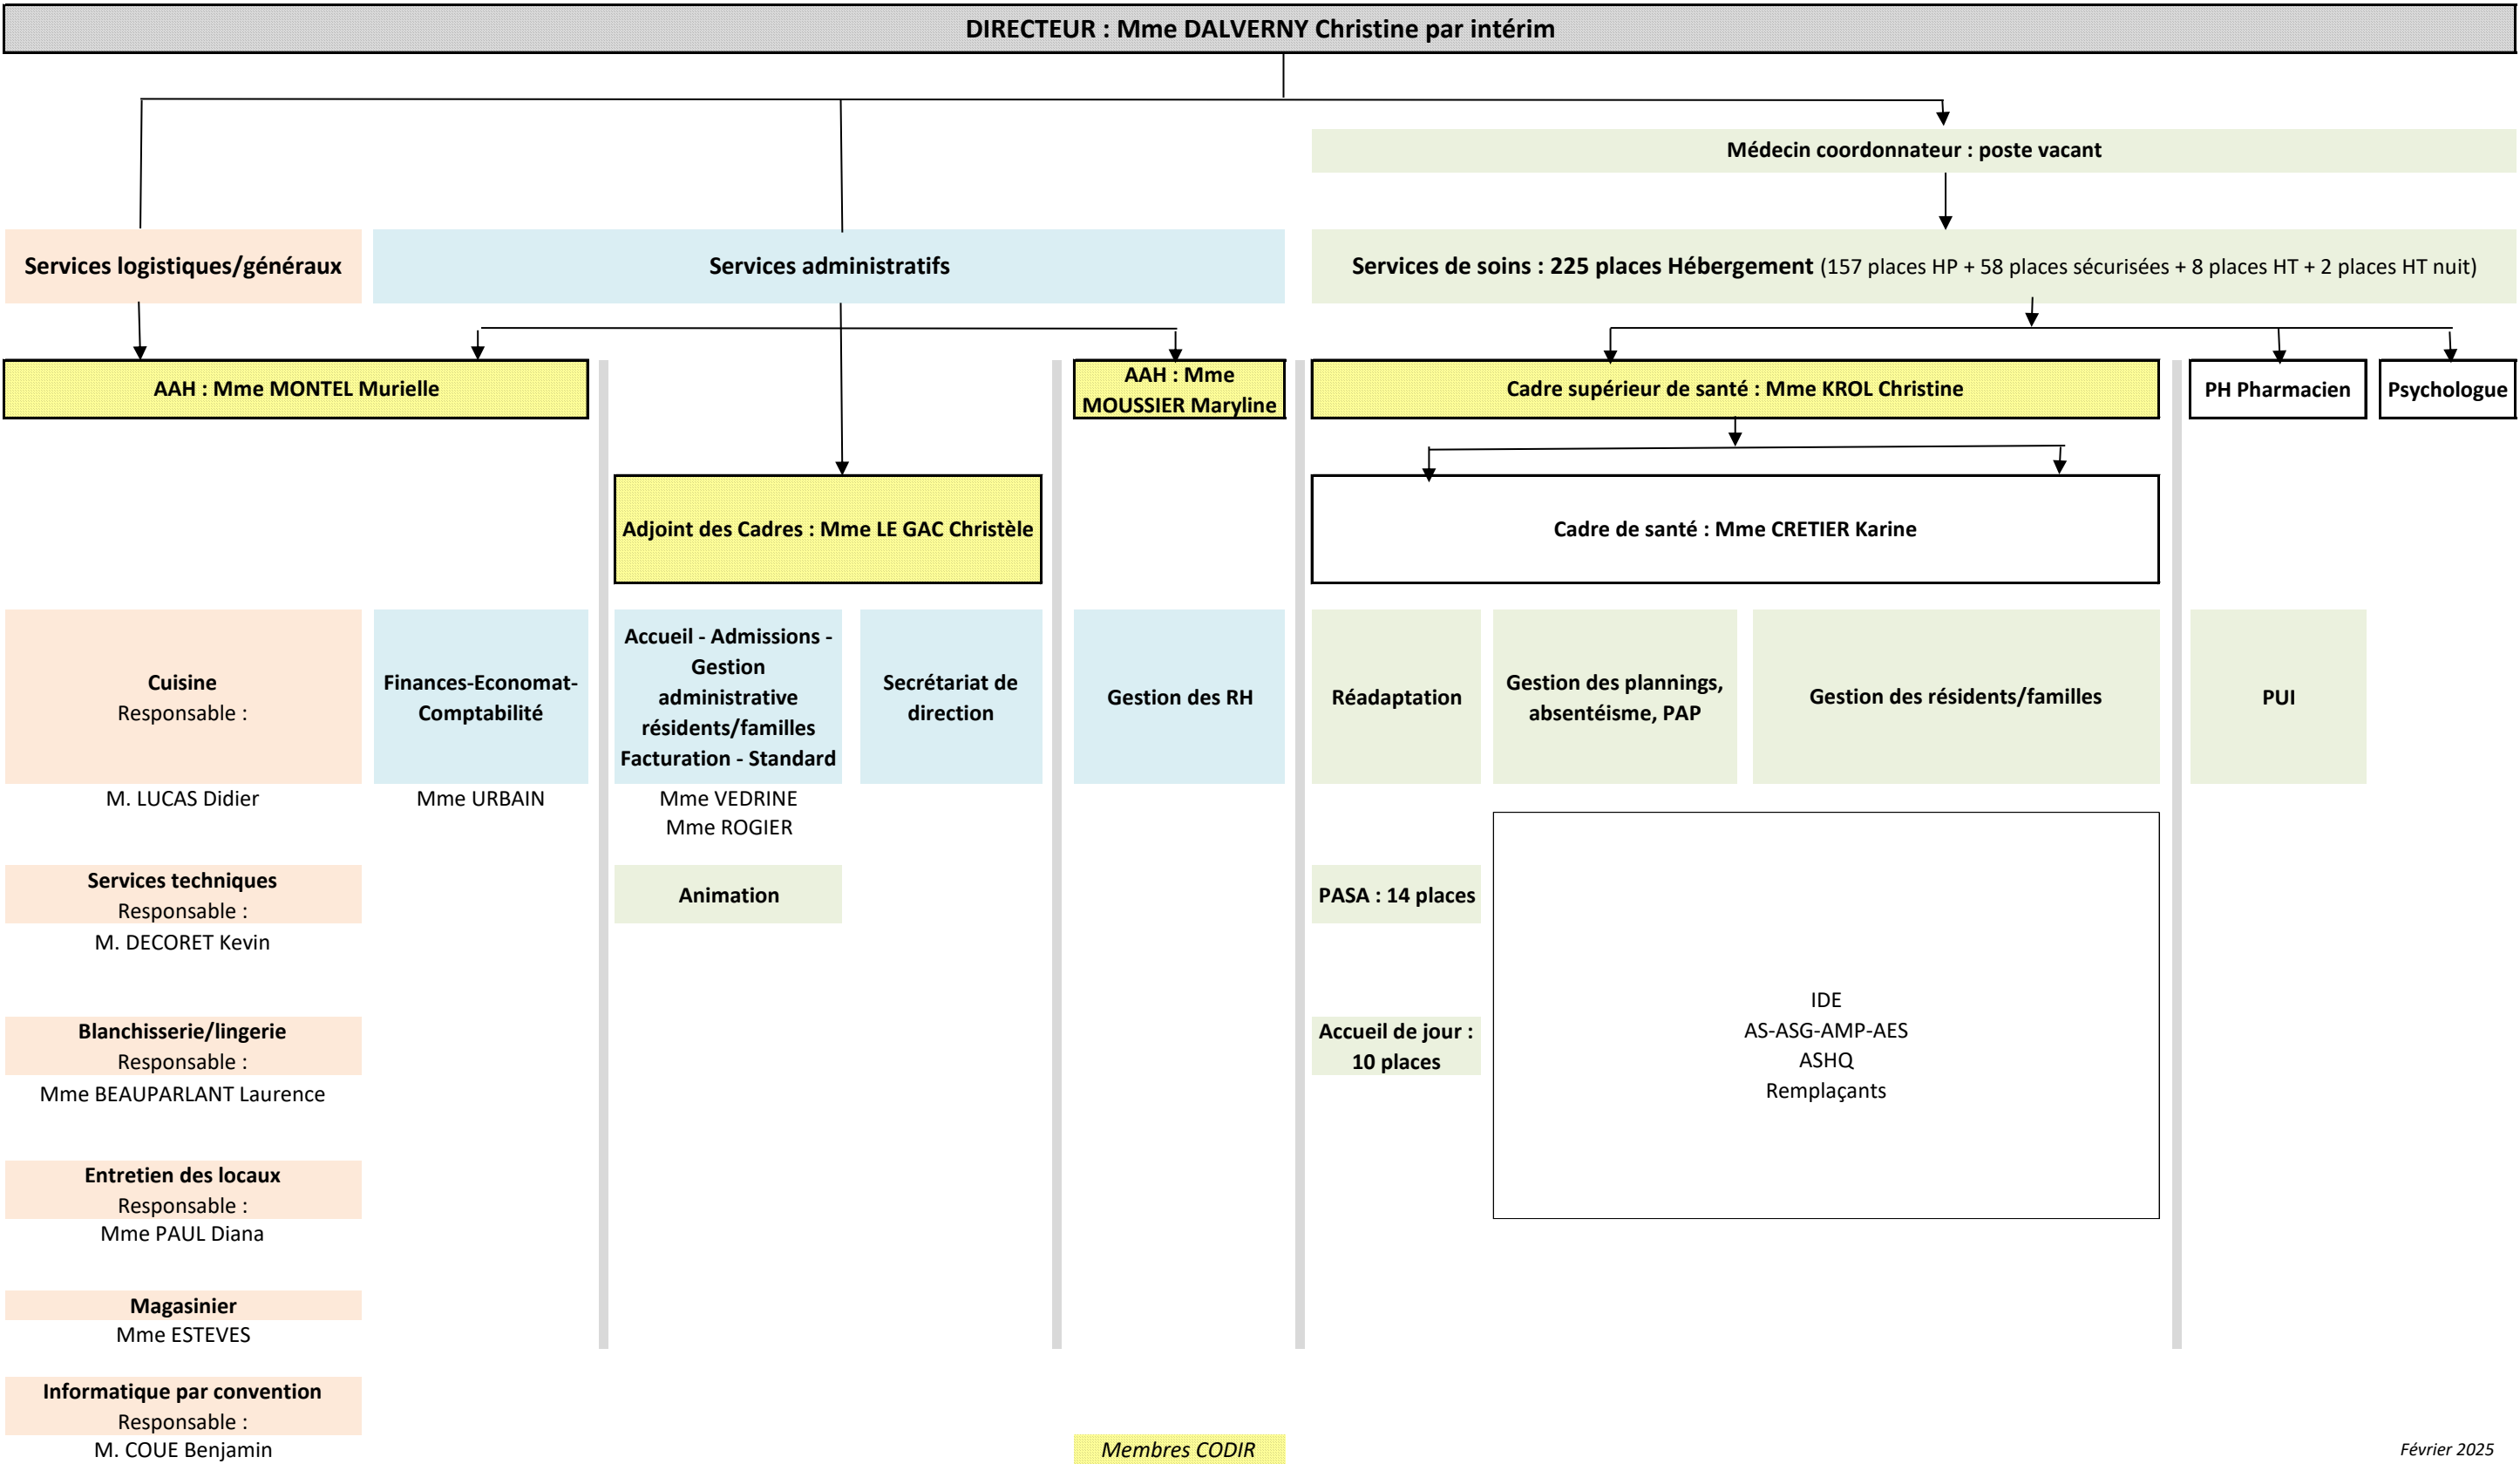 DIRECTEUR : Mme DALVERNY Christine par intérim
Médecin coordonnateur : poste vacant
Services logistiques/généraux
Services administratifs
Services de soins : 225 places Hébergement (157 places HP + 58 places sécurisées + 8 places HT + 2 places HT nuit)
AAH : Mme MONTEL Murielle
AAH : Mme
MOUSSIER Maryline
Cadre supérieur de santé : Mme KROL Christine
PH Pharmacien
Psychologue
Adjoint des Cadres : Mme LE GAC Christèle
Cadre de santé : Mme CRETIER Karine
Cuisine
Responsable :
M. LUCAS Didier
Finances-Economat-
Comptabilité
Mme URBAIN
Accueil - Admissions -
Gestion
administrative
résidents/familles
Facturation - Standard
Mme VEDRINE
Mme ROGIER
Secrétariat de
direction
Gestion des RH
Réadaptation
Gestion des plannings,
absentéisme, PAP
Gestion des résidents/familles
PUI
Services techniques
Responsable :
M. DECORET Kevin
Animation
PASA : 14 places
IDE
AS-ASG-AMP-AES
ASHQ
Remplaçants
Blanchisserie/lingerie
Responsable :
Mme BEAUPARLANT Laurence
Accueil de jour :
10 places
Entretien des locaux
Responsable :
Mme PAUL Diana
Magasinier
Mme ESTEVES
Informatique par convention
Responsable :
M. COUE Benjamin
Membres CODIR
Février 2025